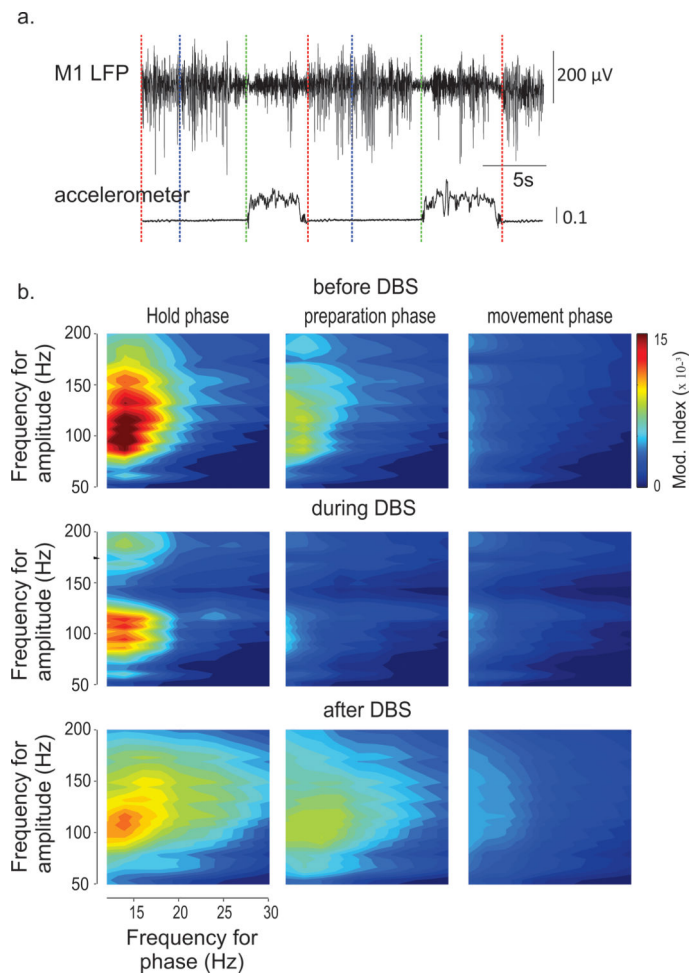 a.
M1 LFP
200 µV
5s
accelerometer
0.1
b.
before DBS
Hold phase
preparation phase
movement phase
Frequency for
amplitude (Hz)
200
150
100
50
15
0
Mod. Index (x 10-3)
during DBS
Frequency for
amplitude (Hz)
200
150
100
50
after DBS
Frequency for
amplitude (Hz)
200
150
100
50
15
20
30
Frequency for
phase (Hz)